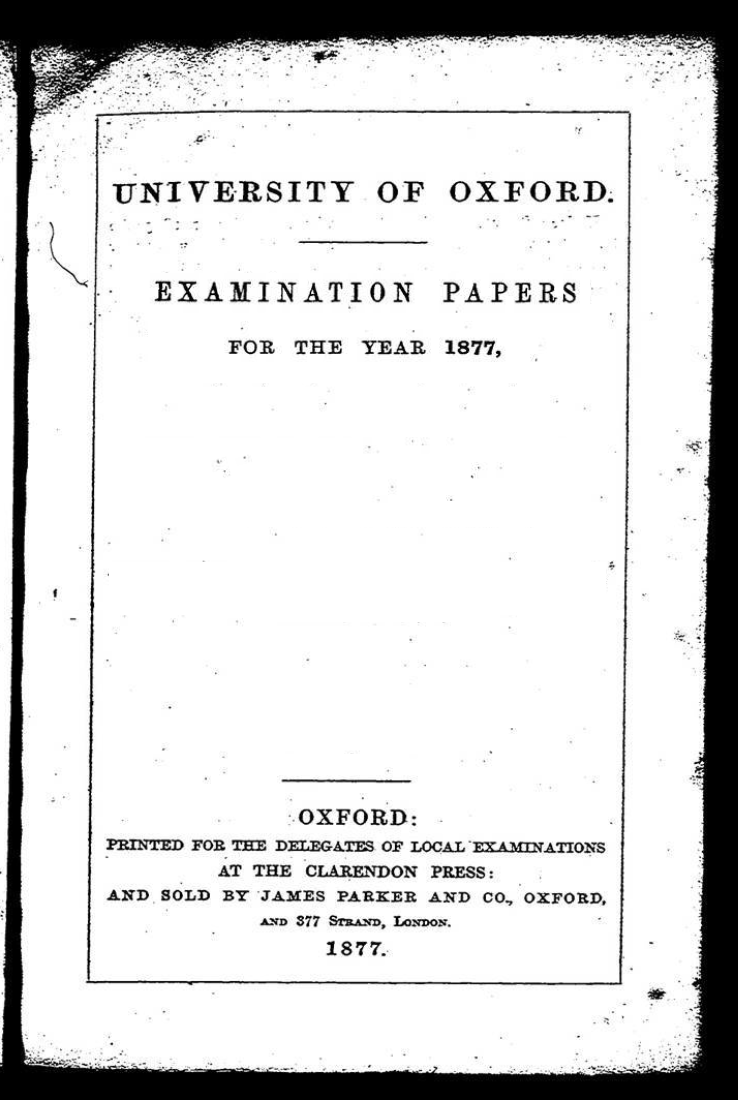 UNIVERSITY OF OXFORD.
EXAMINATION PAPERS
FOR THE YEAR 1877,
OXFORD:
PRINTED FOR THE DELEGATES OF LOCAL EXAMINATIONS
AT THE CLARENDON PRESS:
AND SOLD BY JAMES PARKER AND CO., OXFORD,
AND 377 STRAND, LONDON.
1877.